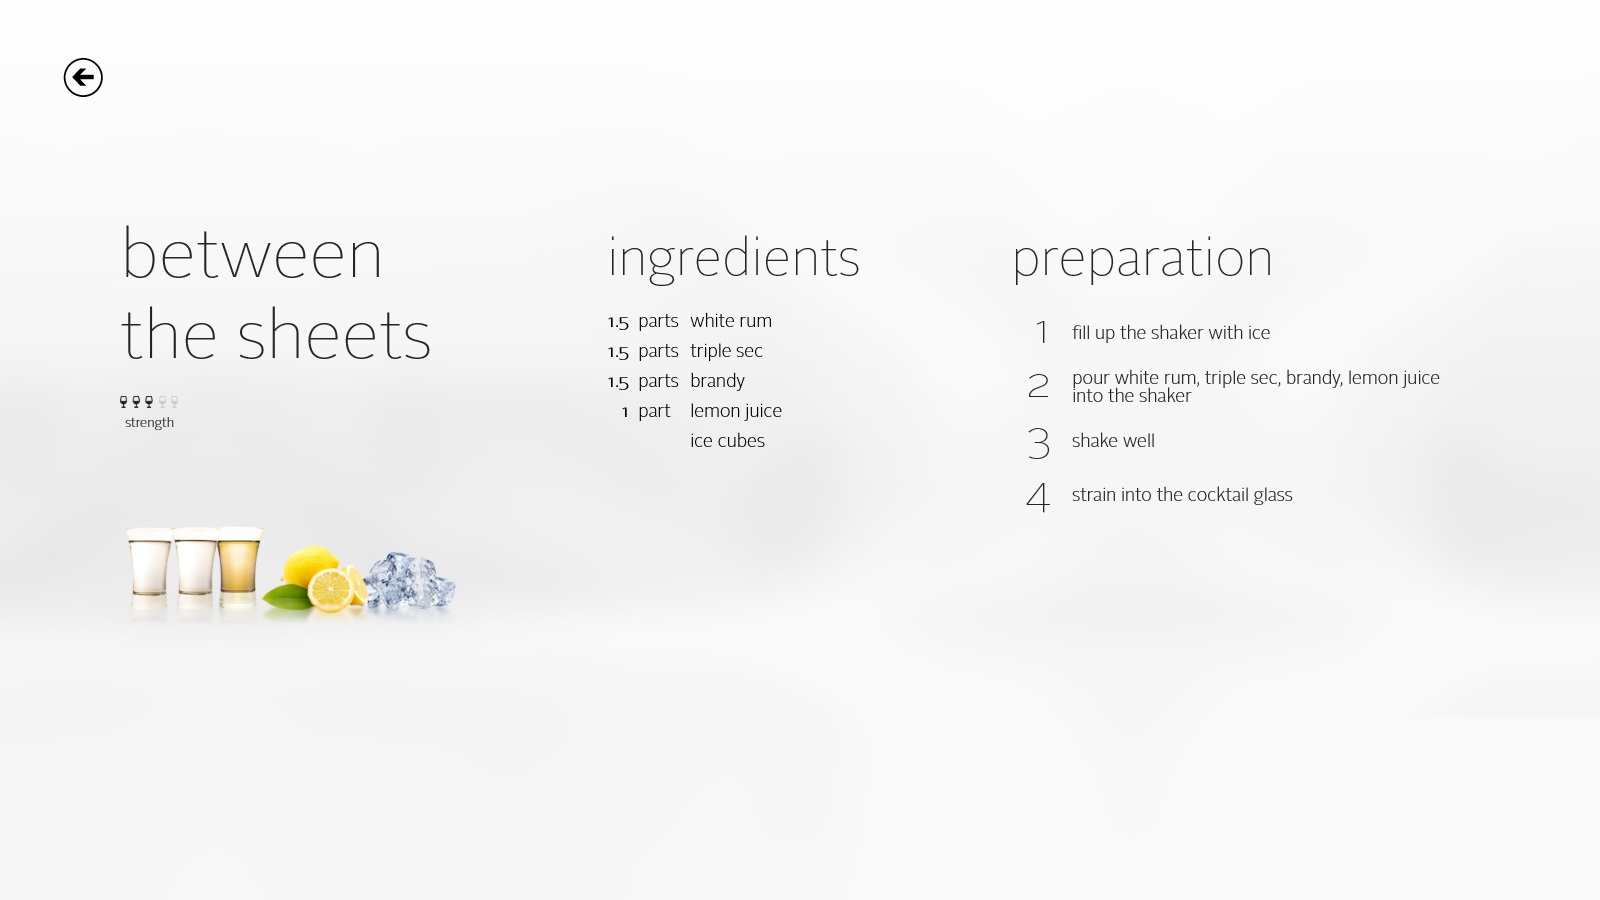 between
the sheets
strength
ingredients
1.5 parts white rum
1.5 parts triple sec
1.5 parts brandy
1 part lemon juice
ice cubes
preparation
1 fill up the shaker with ice
2 pour white rum, triple sec, brandy, lemon juice
into the shaker
3 shake well
4 strain into the cocktail glass